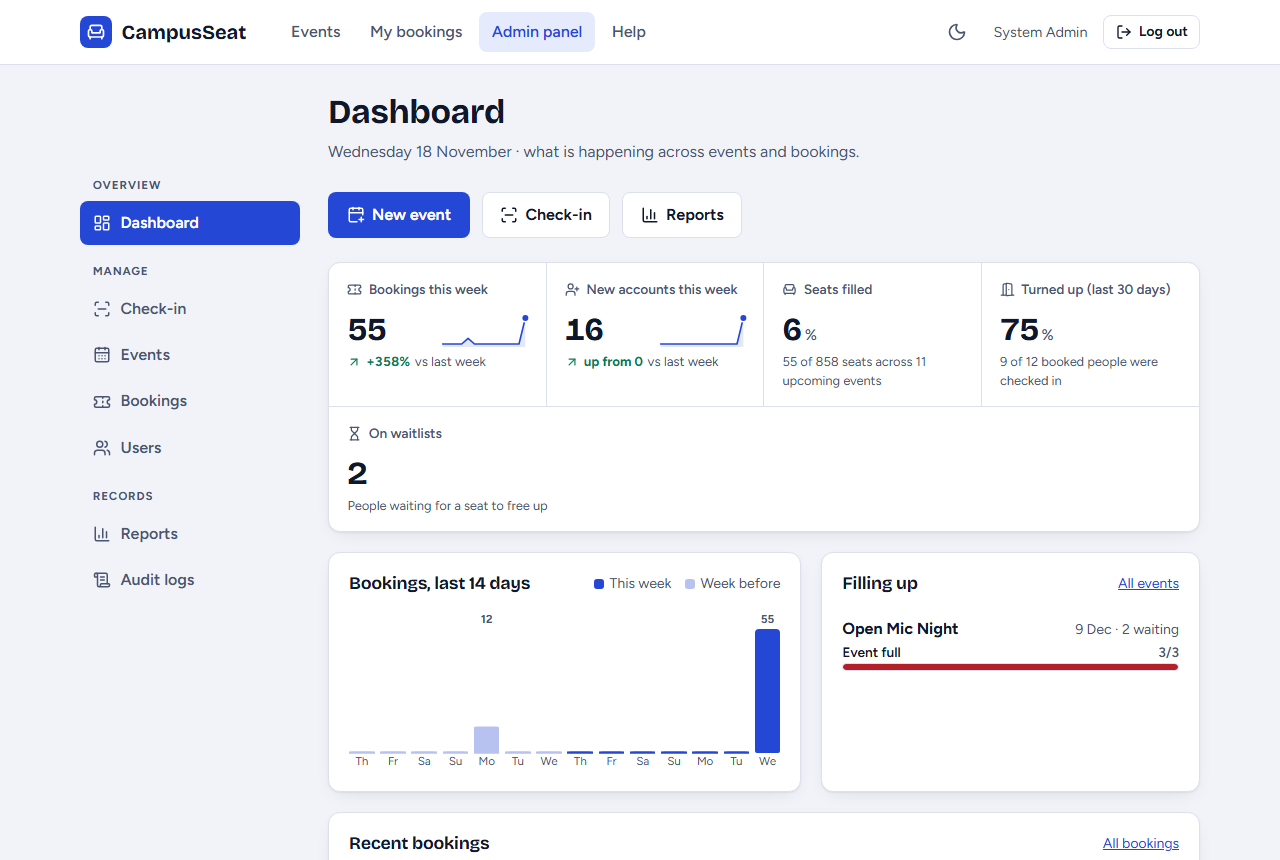 CampusSeat
Events
My bookings
Admin panel
Help
System Admin
Log out
Dashboard
Wednesday 18 November · what is happening across events and bookings.
OVERVIEW
Dashboard
MANAGE
Check-in
Events
Bookings
Users
RECORDS
Reports
Audit logs
New event
Check-in
Reports
Bookings this week
55
+358% vs last week
New accounts this week
16
up from 0 vs last week
Seats filled
6%
55 of 858 seats across 11
upcoming events
Turned up (last 30 days)
75%
9 of 12 booked people were
checked in
On waitlists
2
People waiting for a seat to free up
Bookings, last 14 days
This week
Week before
12
55
Th Fr Sa Su Mo Tu We Th Fr Sa Su Mo Tu We
Filling up
All events
Open Mic Night
9 Dec · 2 waiting
Event full
3/3
Recent bookings
All bookings